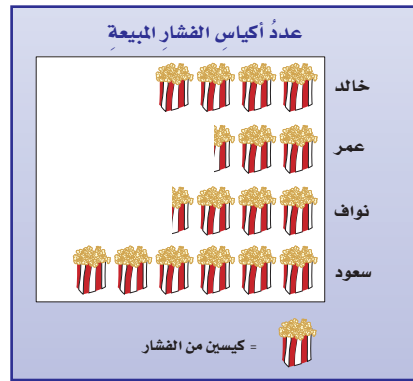 عددُ أكياسِ الفشارِ المبيعةِ
خالد
عمر
نواف
سعود
= كيسين من الفشار